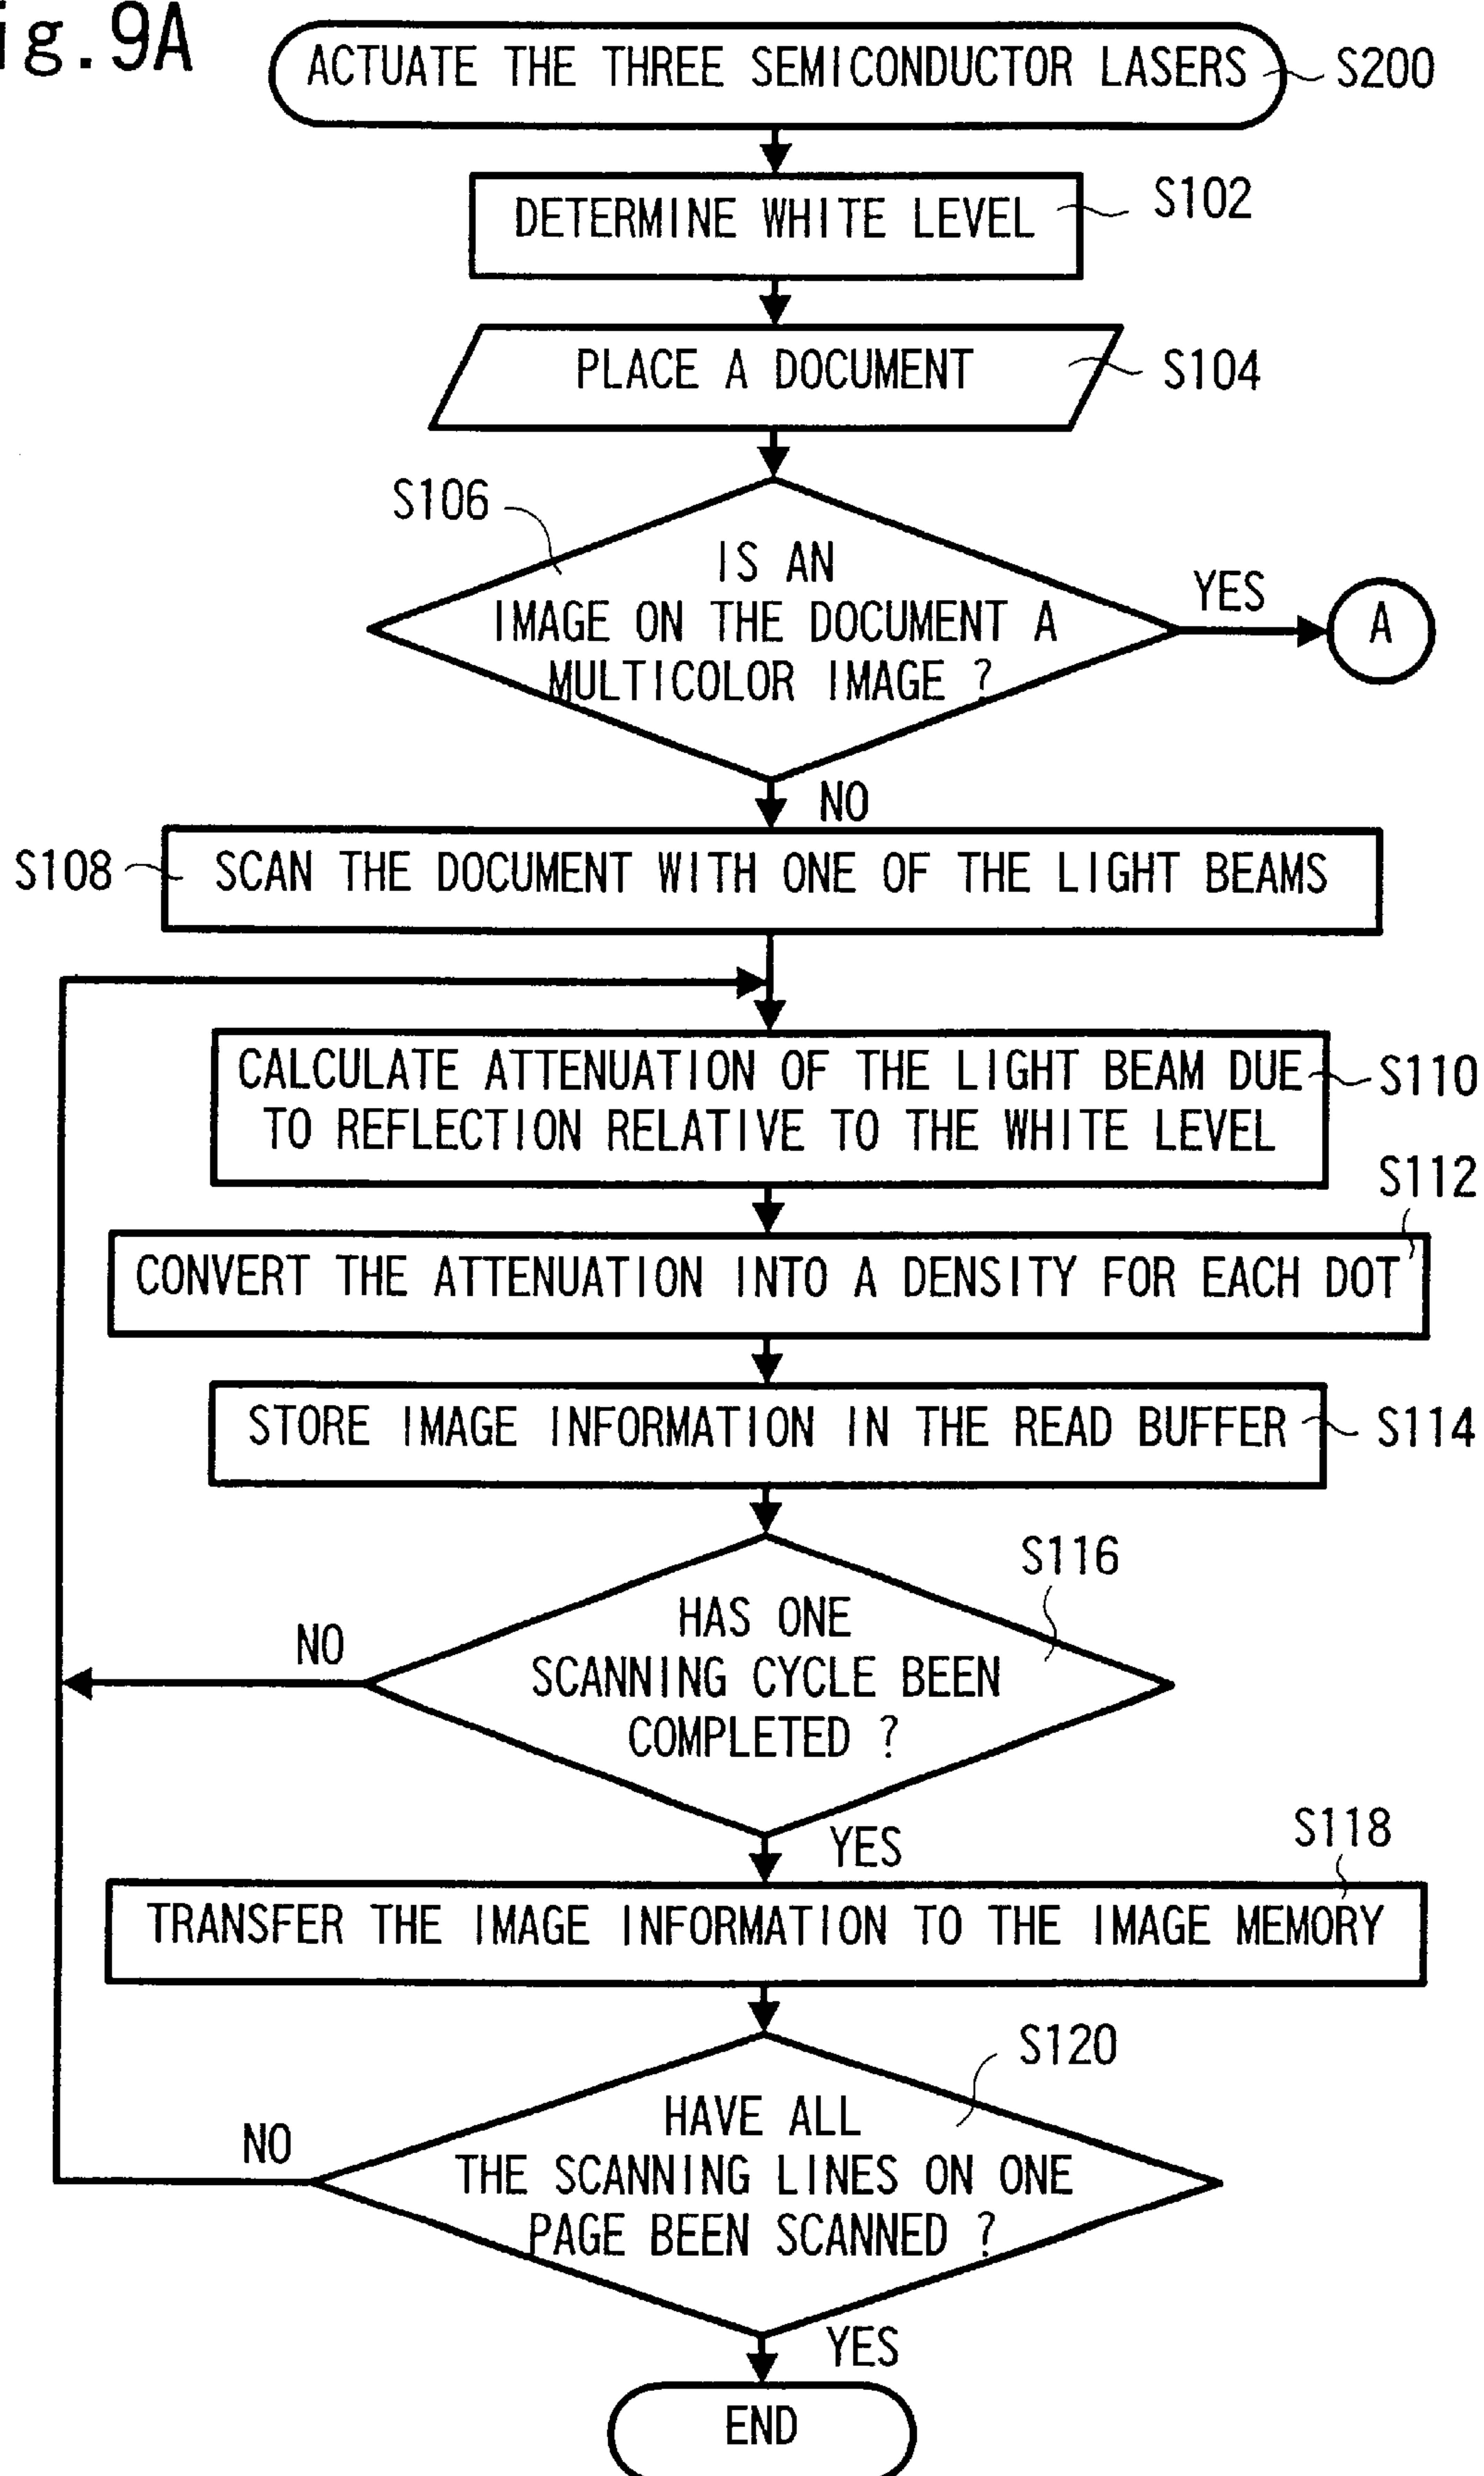 ig. 9A
ACTUATE THE THREE SEMICONDUCTOR LASERS
S200
DETERMINE WHITE LEVEL
S102
PLACE A DOCUMENT
S104
S106
IS AN
IMAGE ON THE DOCUMENT A
MULTICOLOR IMAGE ?
YES
A
NO
S108
SCAN THE DOCUMENT WITH ONE OF THE LIGHT BEAMS
CALCULATE ATTENUATION OF THE LIGHT BEAM DUE
TO REFLECTION RELATIVE TO THE WHITE LEVEL
S110
S112
CONVERT THE ATTENUATION INTO A DENSITY FOR EACH DOT
STORE IMAGE INFORMATION IN THE READ BUFFER
S114
S116
HAS ONE
SCANNING CYCLE BEEN
COMPLETED ?
NO
YES
S118
TRANSFER THE IMAGE INFORMATION TO THE IMAGE MEMORY
S120
HAVE ALL
THE SCANNING LINES ON ONE
PAGE BEEN SCANNED ?
NO
YES
END